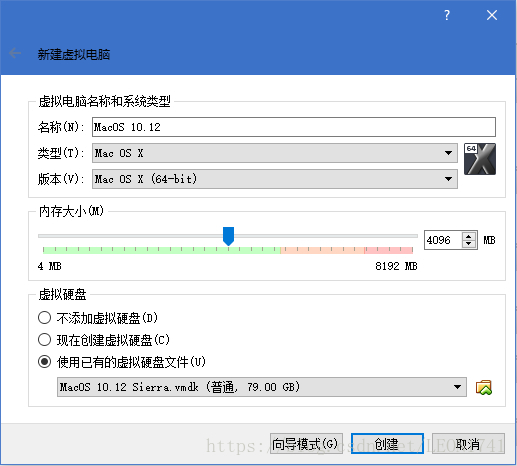 ?
新建虚拟电脑
虚拟电脑名称和系统类型
名称(N): MacOS 10.12
类型(T): Mac OS X
64
版本(V): Mac OS X (64-bit)
内存大小(M)
4096 MB
4 MB 8192 MB
虚拟硬盘
不添加虚拟硬盘(D)
现在创建虚拟硬盘(C)
使用已有的虚拟硬盘文件(U)
MacOS 10.12 Sierra.vmdk (普通, 79.00 GB)
向导模式(G) 创建 取消